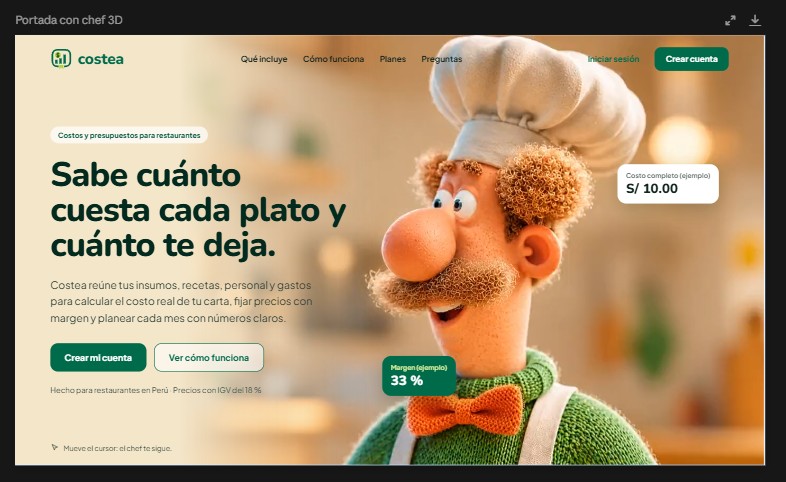 Portada con chef 3D
costea
Qué incluye
Cómo funciona
Planes
Preguntas
Iniciar sesión
Crear cuenta
Costos y presupuestos para restaurantes
Sabe cuánto
cuesta cada plato y
cuánto te deja.
Costo completo (ejemplo)
S/ 10.00
Costea reúne tus insumos, recetas, personal y gastos
para calcular el costo real de tu carta, fijar precios con
margen y planear cada mes con números claros.
Crear mi cuenta
Ver cómo funciona
Margen (ejemplo)
33 %
Hecho para restaurantes en Perú · Precios con IGV del 18 %
Mueve el cursor: el chef te sigue.